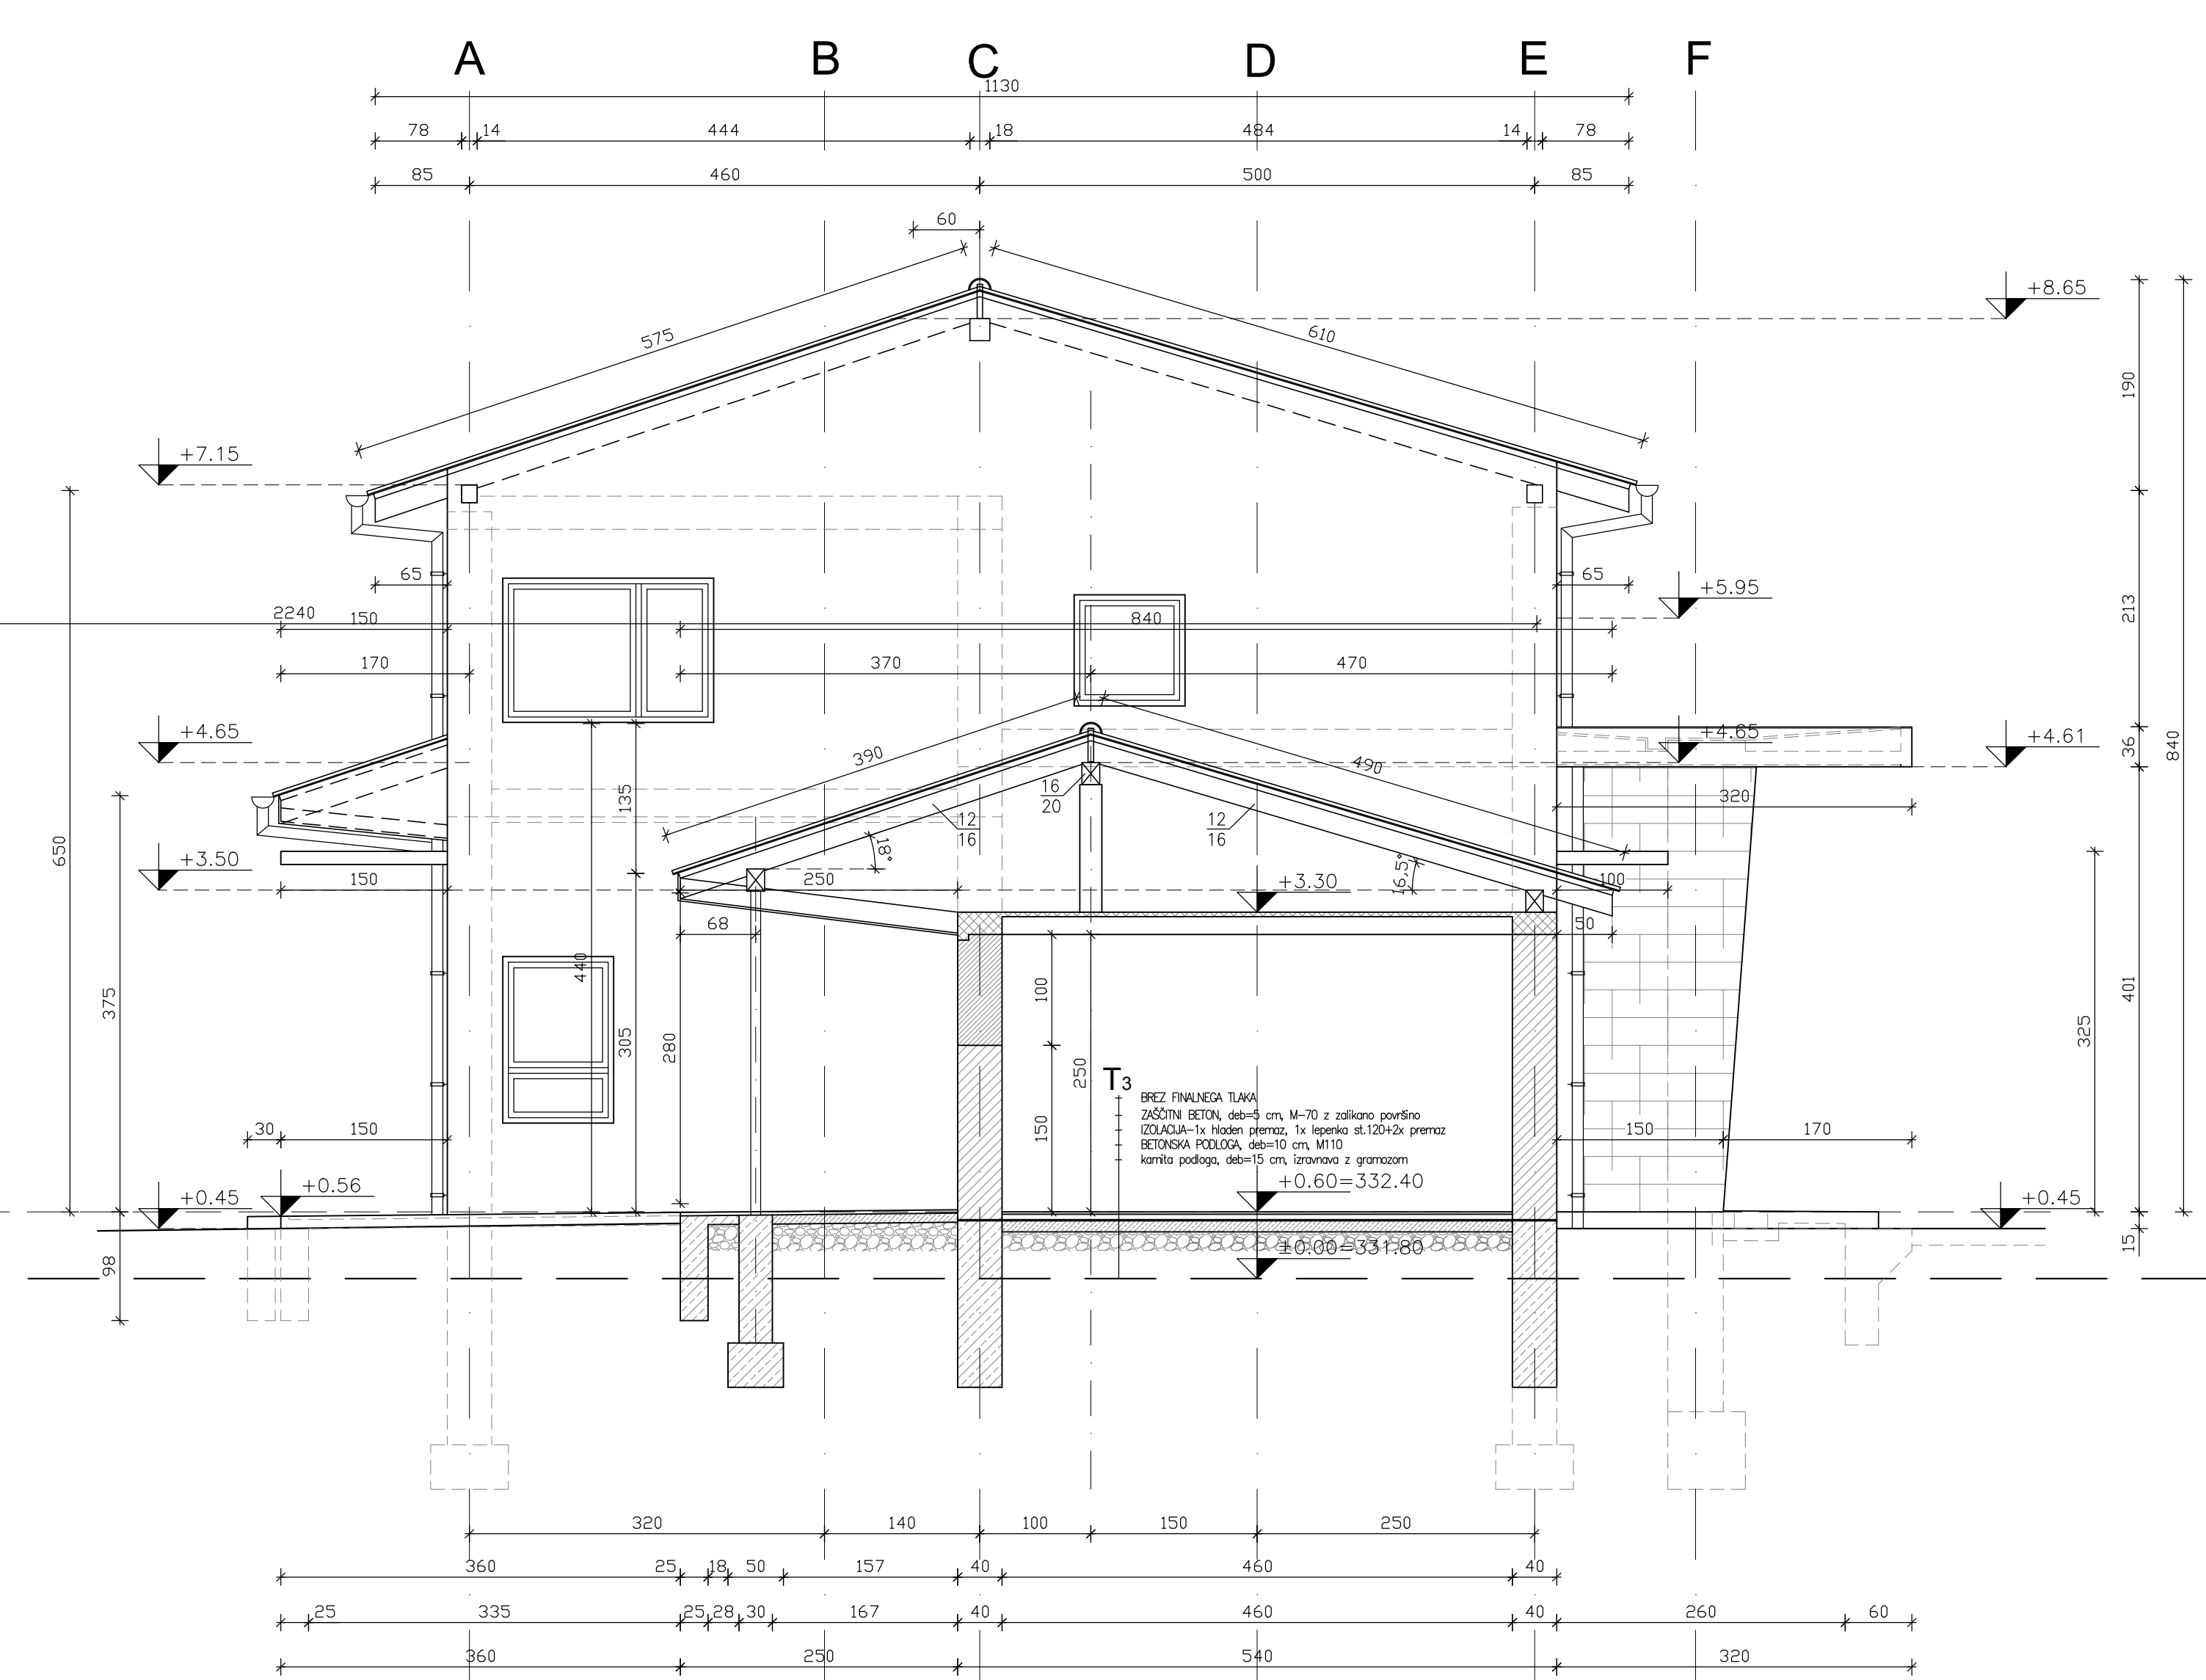 A B C D E F
1130
78 14 444 18 484 14 78
85 460 500 85
60
+8.65
575 610
190
+7.15
65 65
+5.95
2240 150 840
213
170 370 470
+4.65 +4.65 +4.61
36
840
390 490
135
16
20
320
12
16
12
16
650
18°
16,5°
+3.50
150 250 +3.30 100
68 50
440
375
100
401
305 280
325
250
T3
BREZ FINALNEGA TLAKA
ZAŠČITNI BETON, deb=5 cm, M-70 z zalikano površino
IZOLACIJA-1x hladen premaz, 1x lepenka st.120+2x premaz
BETONSKA PODLOGA, deb=10 cm, M110
kamita podloga, deb=15 cm, izravnava z gramozom
150
30 150 150 170
+0.45 +0.56 +0.60=332.40 +0.45
±0.00=331.80
98 15
320 140 100 150 250
360 25 18 50 157 40 460 40
25 335 25 28 30 167 40 460 40 260 60
360 250 540 320